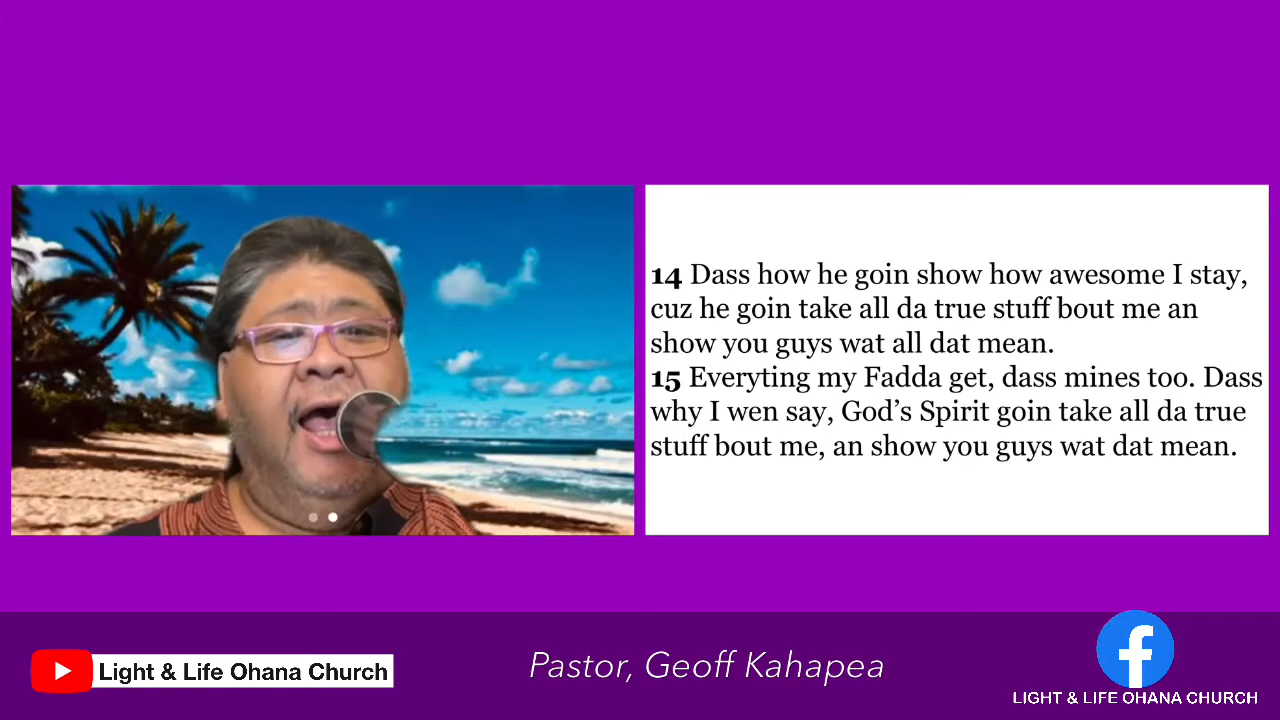 14 Dass how he goin show how awesome I stay,
cuz he goin take all da true stuff bout me an
show you guys wat all dat mean.
15 Everyting my Fadda get, dass mines too. Dass
why I wen say, God’s Spirit goin take all da true
stuff bout me, an show you guys wat dat mean.
Light & Life Ohana Church
Pastor, Geoff Kahapea
f
LIGHT & LIFE OHANA CHURCH